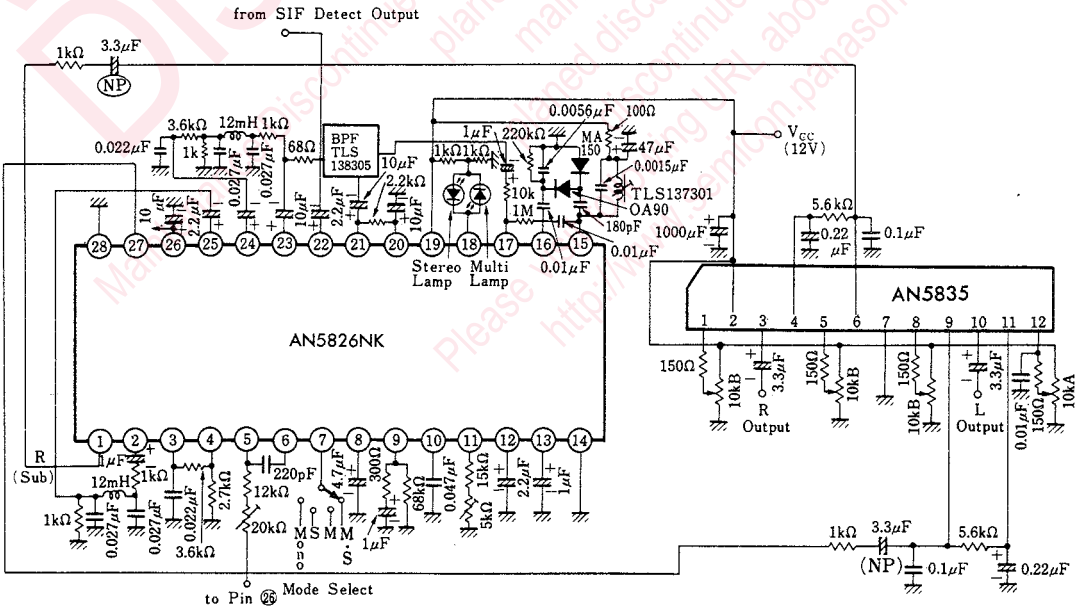 from SIF Detect Output
1kΩ
3.3μF
NP
3.6kΩ
12mH
1kΩ
0.022μF
1k
0.027μF
0.027μF
68Ω
BPF
TLS
138305
10μF
2.2kΩ
1kΩ
1kΩ
1μF
220kΩ
0.0056μF
MA
150
100Ω
47μF
0.0015μF
TLS137301
OA90
10k
1M
180pF
0.01μF
0.01μF
VCC
(12V)
10
μF
2.2μF
10μF
10μF
2.2μF
10μF
28
27
26
25
24
23
22
21
20
19
18
17
16
15
Stereo
Lamp
Multi
Lamp
1000μF
5.6kΩ
0.22
μF
0.1μF
AN5826NK
AN5835
1
2
3
4
5
6
7
8
9
10
11
12
150Ω
10kB
3.3μF
R
Output
150Ω
10kB
150Ω
10kB
3.3μF
L
Output
0.01μF
150Ω
10kA
1
2
3
4
5
6
7
8
9
10
11
12
13
14
R
(Sub)
1μF
1kΩ
12mH
1kΩ
0.027μF
0.027μF
0.022μF
3.6kΩ
2.7kΩ
220pF
12kΩ
20kΩ
4.7μF
300Ω
1μF
68kΩ
0.047μF
15kΩ
5kΩ
2.2μF
1μF
Mono
S
M
M·S
Mode Select
to Pin 26
1kΩ
3.3μF
(NP)
0.1μF
5.6kΩ
0.22μF